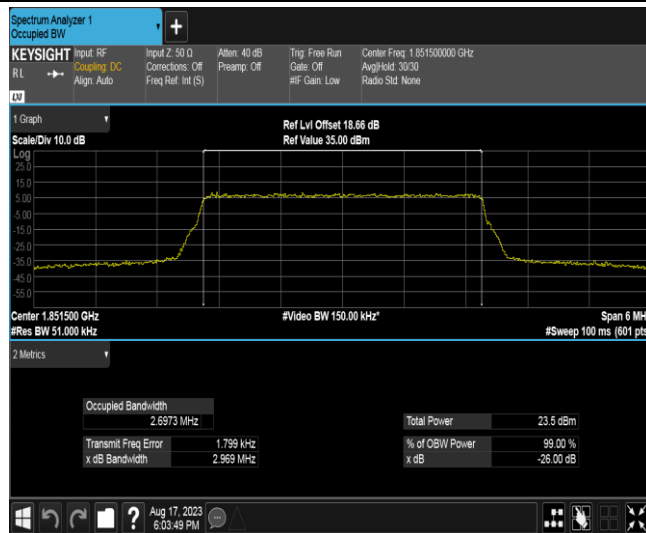 Spectrum Analyzer 1
Occupied BW
+
KEYSIGHT Input: RF Input Z: 50 Ω Atten: 40 dB Trig: Free Run Center Freq: 1.851500000 GHz
RL Coupling: DC Corrections: Off Preamp: Off Gate: Off Avg|Hold: 30/30
Align: Auto Freq Ref: Int (S) #IF Gain: Low Radio Std: None
1 Graph
Ref Lvl Offset 18.66 dB
Scale/Div 10.0 dB Ref Value 35.00 dBm
Log
25.0
15.0
5.00
-5.00
-15.0
-25.0
-35.0
-45.0
-55.0
Center 1.851500 GHz #Video BW 150.00 kHz* Span 6 MH
#Res BW 51.000 kHz #Sweep 100 ms (601 pts
2 Metrics
Occupied Bandwidth
2.6973 MHz Total Power 23.5 dBm
Transmit Freq Error 1.799 kHz % of OBW Power 99.00 %
x dB Bandwidth 2.969 MHz x dB -26.00 dB
? Aug 17, 2023
6:03:49 PM